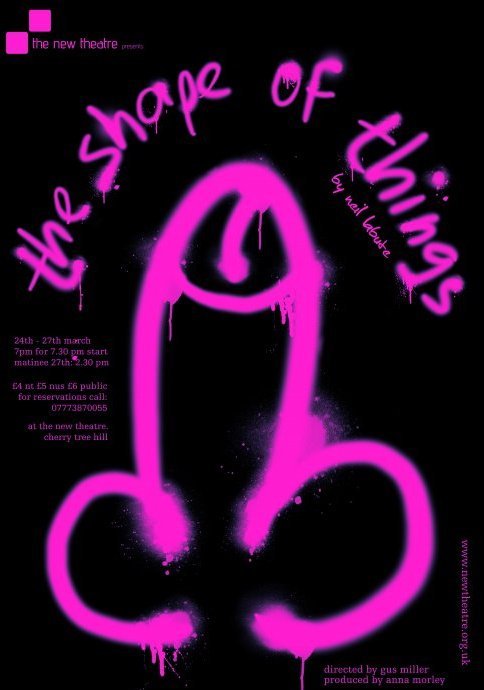 the new theatre presents
the shape of things
by neil labute
24th - 27th march
7pm for 7.30 pm start
matinee 27th: 2.30 pm
£4 nt £5 nus £6 public
for reservations call:
07773870055
at the new theatre.
cherry tree hill
www.newtheatre.org.uk
directed by gus miller
produced by anna morley